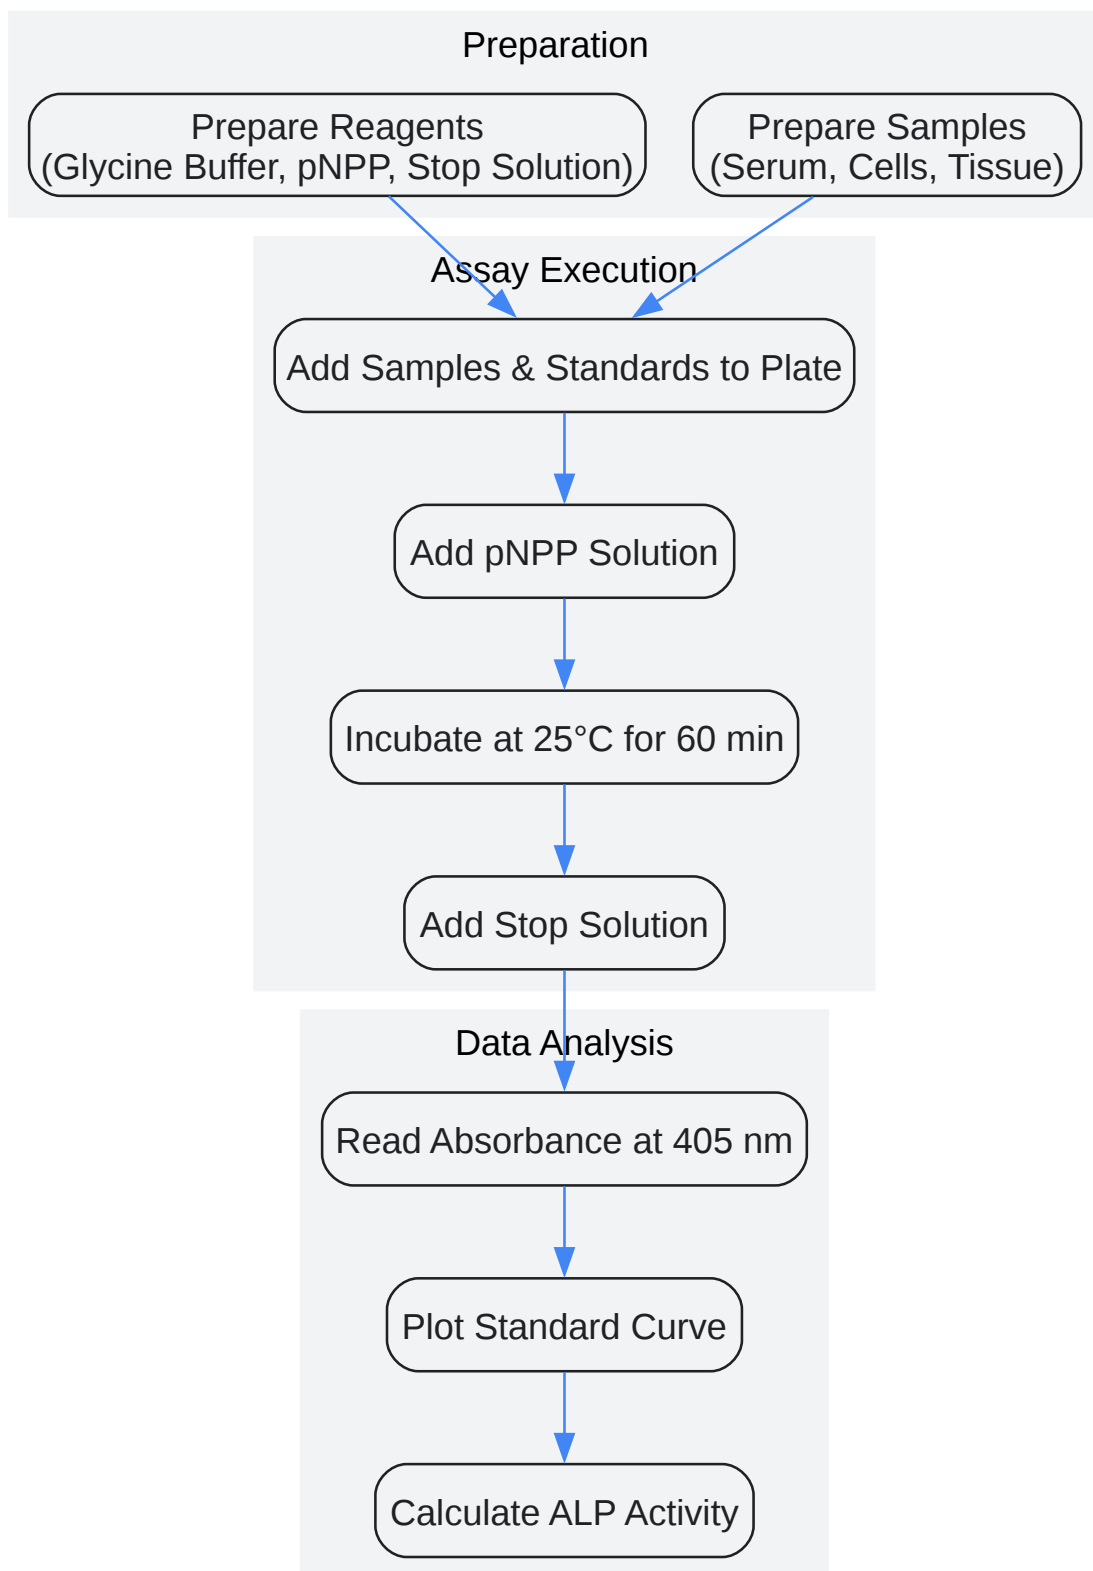 Preparation
Prepare Reagents
(Glycine Buffer, pNPP, Stop Solution)
Prepare Samples
(Serum, Cells, Tissue)
Assay Execution
Add Samples & Standards to Plate
Add pNPP Solution
Incubate at 25°C for 60 min
Add Stop Solution
Data Analysis
Read Absorbance at 405 nm
Plot Standard Curve
Calculate ALP Activity